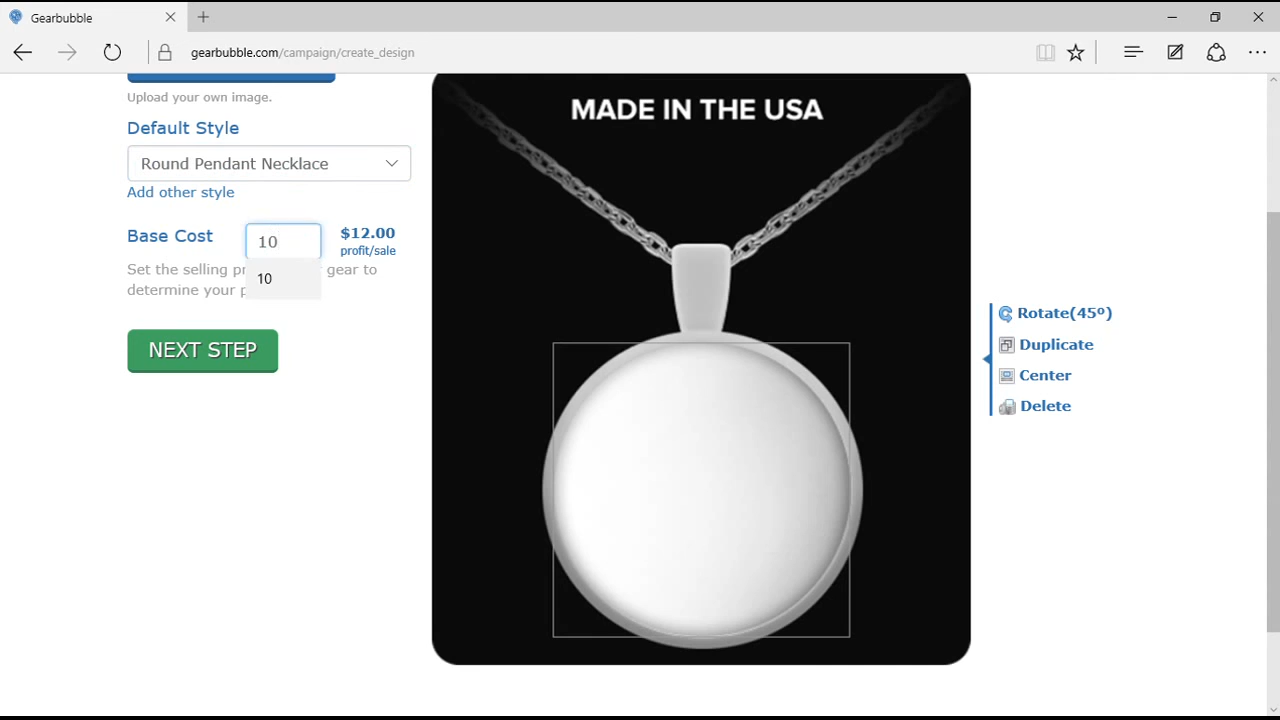 Gearbubble
gearbubble.com/campaign/create_design
Upload your own image.
Default Style
Round Pendant Necklace
Add other style
Base Cost
10
$12.00
profit/sale
Set the selling pr gear to
10
determine your p
NEXT STEP
MADE IN THE USA
Rotate(45º)
Duplicate
Center
Delete